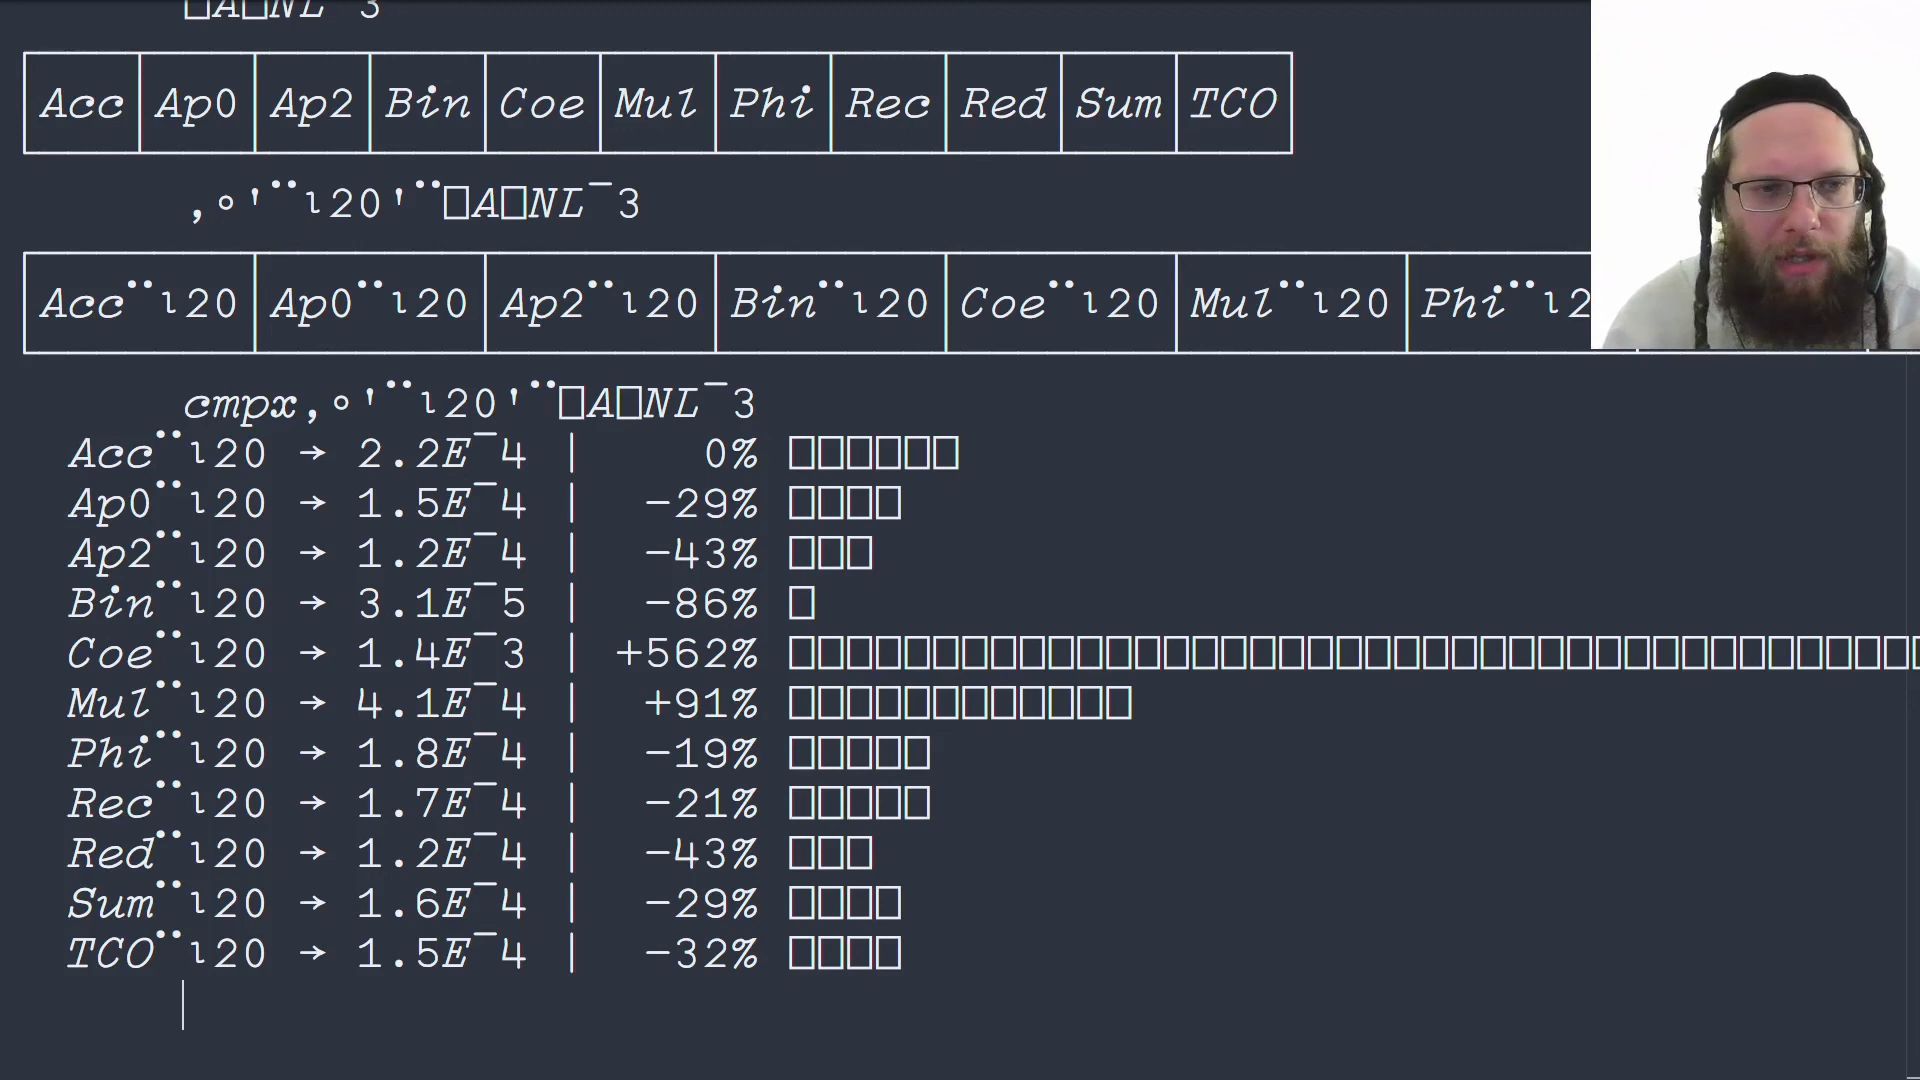 ⎕A⎕NL¯3
Acc Ap0 Ap2 Bin Coe Mul Phi Rec Red Sum TCO
,∘'¨⍳20'¨⎕A⎕NL¯3
Acc¨⍳20 Ap0¨⍳20 Ap2¨⍳20 Bin¨⍳20 Coe¨⍳20 Mul¨⍳20 Phi¨⍳2
cmpx,∘'¨⍳20'¨⎕A⎕NL¯3
Acc¨⍳20 → 2.2E¯4 | 0% ⎕⎕⎕⎕⎕⎕
Ap0¨⍳20 → 1.5E¯4 | -29% ⎕⎕⎕⎕
Ap2¨⍳20 → 1.2E¯4 | -43% ⎕⎕⎕
Bin¨⍳20 → 3.1E¯5 | -86% ⎕
Coe¨⍳20 → 1.4E¯3 | +562% ⎕⎕⎕⎕⎕⎕⎕⎕⎕⎕⎕⎕⎕⎕⎕⎕⎕⎕⎕⎕⎕⎕⎕⎕⎕⎕⎕⎕⎕⎕⎕⎕⎕⎕⎕⎕⎕⎕⎕⎕
Mul¨⍳20 → 4.1E¯4 | +91% ⎕⎕⎕⎕⎕⎕⎕⎕⎕⎕⎕⎕
Phi¨⍳20 → 1.8E¯4 | -19% ⎕⎕⎕⎕⎕
Rec¨⍳20 → 1.7E¯4 | -21% ⎕⎕⎕⎕⎕
Red¨⍳20 → 1.2E¯4 | -43% ⎕⎕⎕
Sum¨⍳20 → 1.6E¯4 | -29% ⎕⎕⎕⎕
TCO¨⍳20 → 1.5E¯4 | -32% ⎕⎕⎕⎕